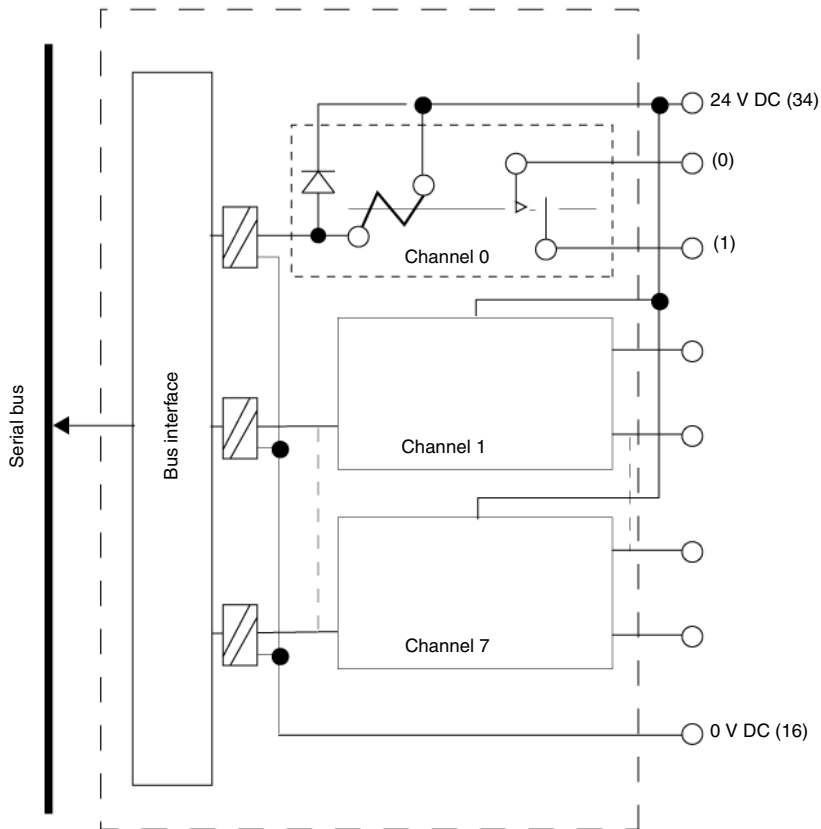 24 V DC (34)
(0)
(1)
Channel 0
Serial bus
Bus interface
Channel 1
Channel 7
0 V DC (16)